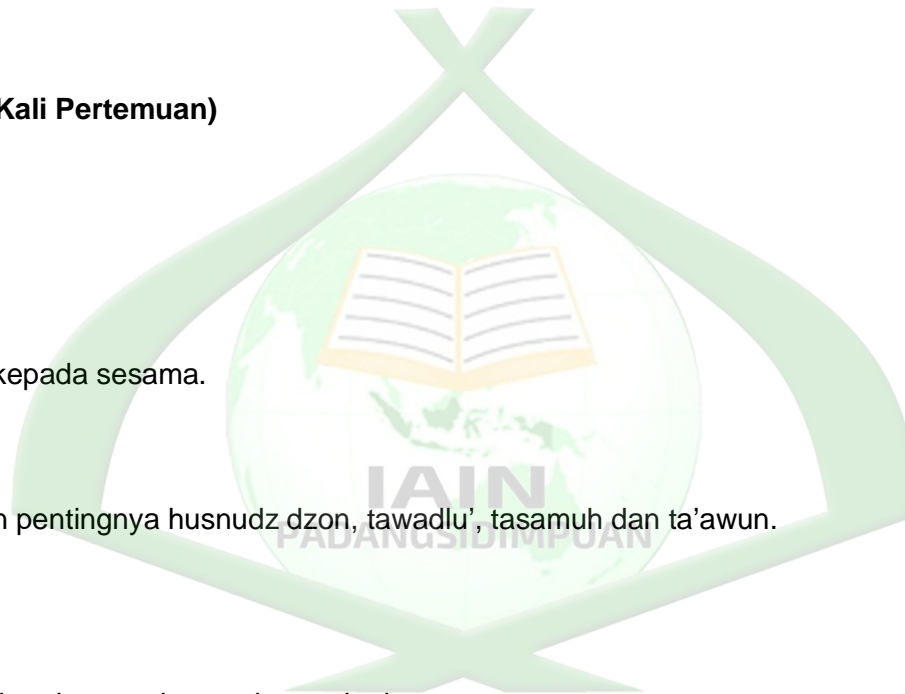 Kali Pertemuan)
kepada sesama.
pentingnya husnudz dzon, tawadlu’, tasamuh dan ta’awun.
IAIN
PADANGSIDIMPUAN